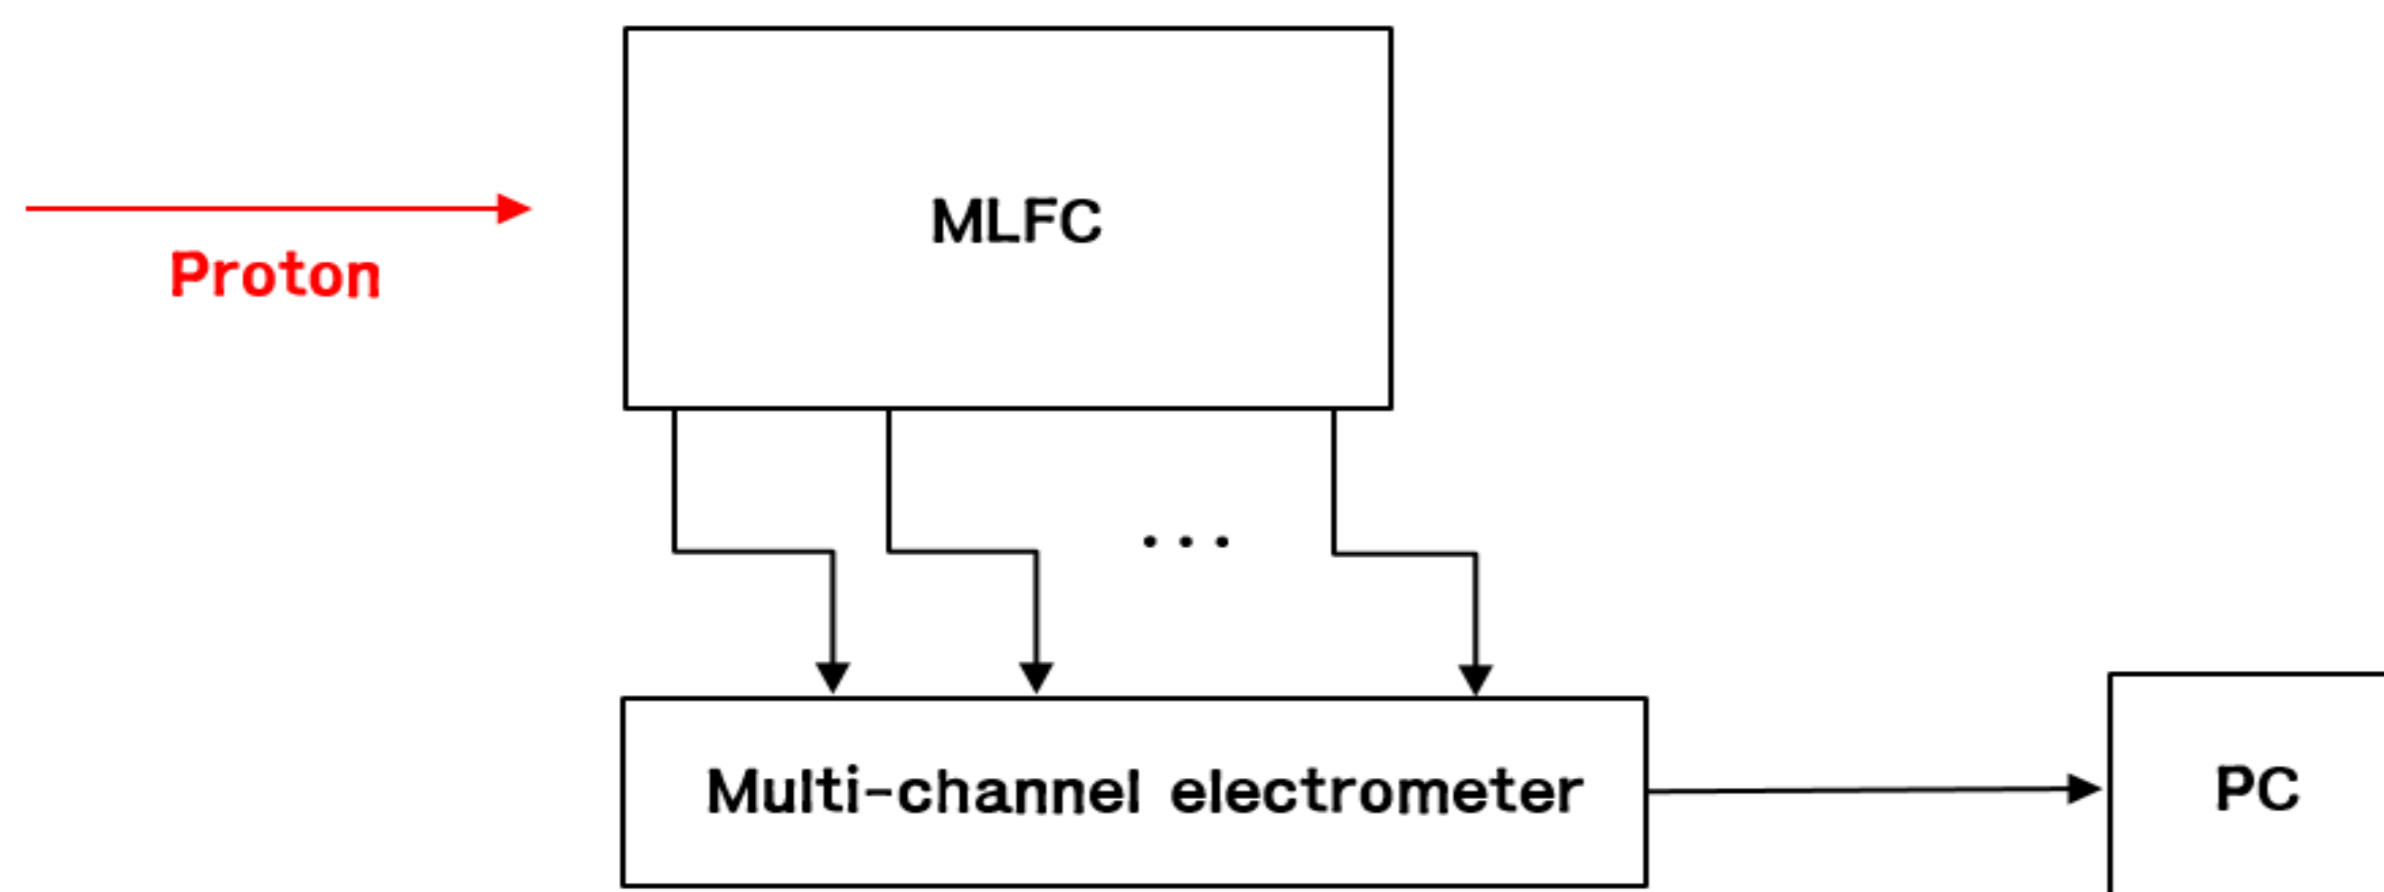 MLFC
Proton
...
Multi-channel electrometer
PC